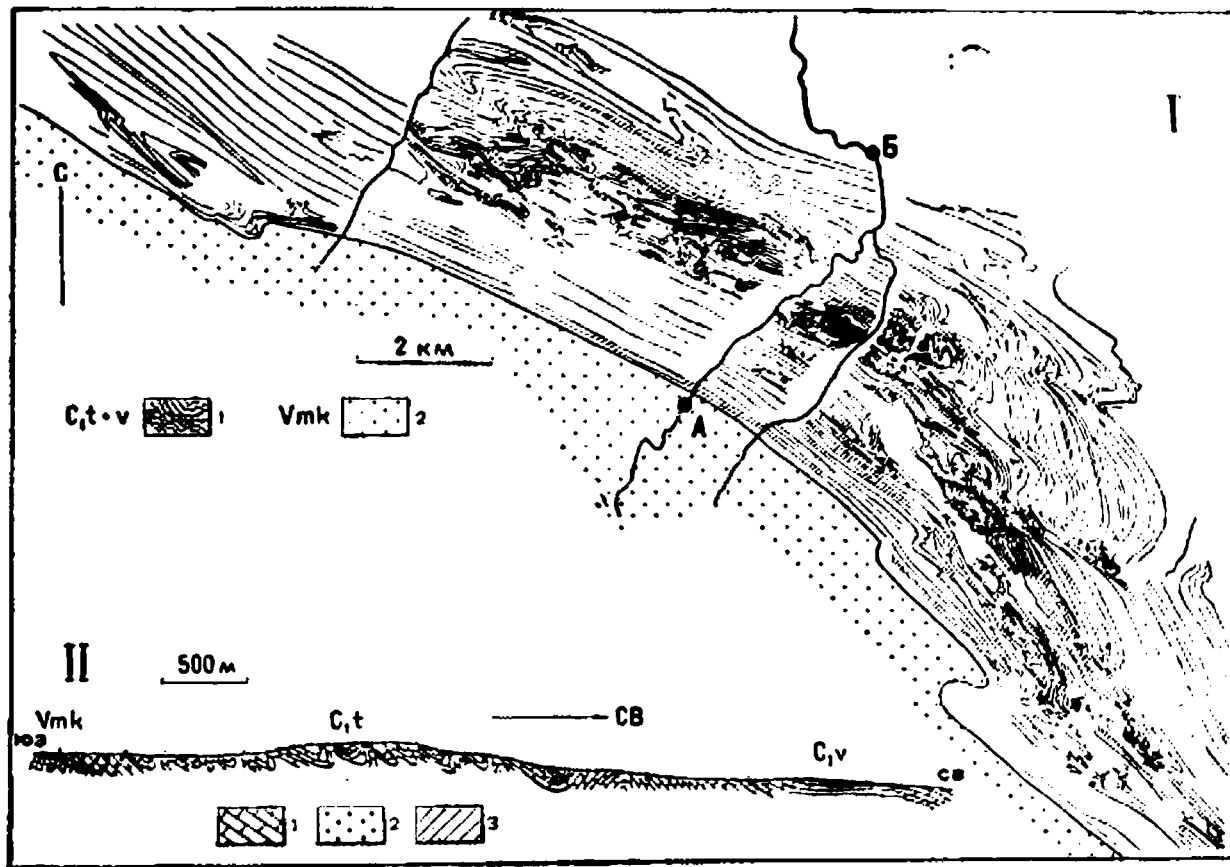 I
Б
С
2 км
А
C₁t+v 1 Vmk 2
II
500 м
СВ
Vmk C₁t C₁v
ЮЗ СВ
1 2 3